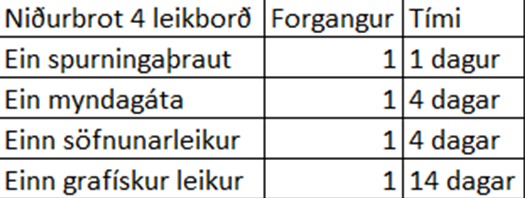 Niðurbrot 4 leikborð Forgangur Tími
Ein spurningaþraut 1 1 dagur
Ein myndagáta 1 4 dagar
Einn söfnunarleikur 1 4 dagar
Einn grafískur leikur 1 14 dagar